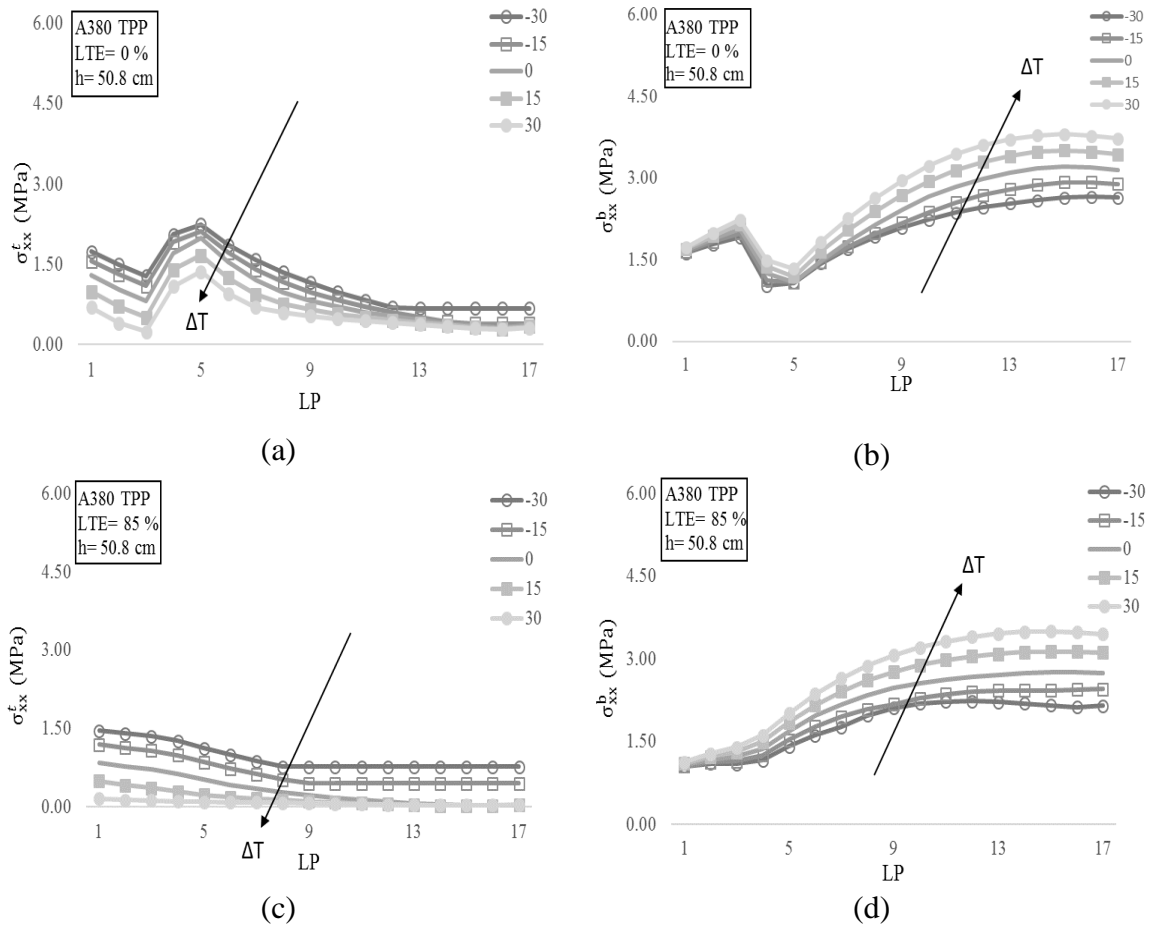 6.00
4.50
3.00
1.50
0.00
σᵗxx (MPa)
A380 TPP
LTE= 0 %
h= 50.8 cm
-30
-15
0
15
30
ΔT
1 5 9 13 17
LP
(a)
6.00
4.50
3.00
1.50
0.00
σᵇxx (MPa)
A380 TPP
LTE= 0 %
h= 50.8 cm
-30
-15
0
15
30
ΔT
1 5 9 13 17
LP
(b)
6.00
4.50
3.00
1.50
0.00
σᵗxx (MPa)
A380 TPP
LTE= 85 %
h= 50.8 cm
-30
-15
0
15
30
ΔT
1 5 9 13 17
LP
(c)
6.00
4.50
3.00
1.50
0.00
σᵇxx (MPa)
A380 TPP
LTE= 85 %
h= 50.8 cm
-30
-15
0
15
30
ΔT
1 5 9 13 17
LP
(d)